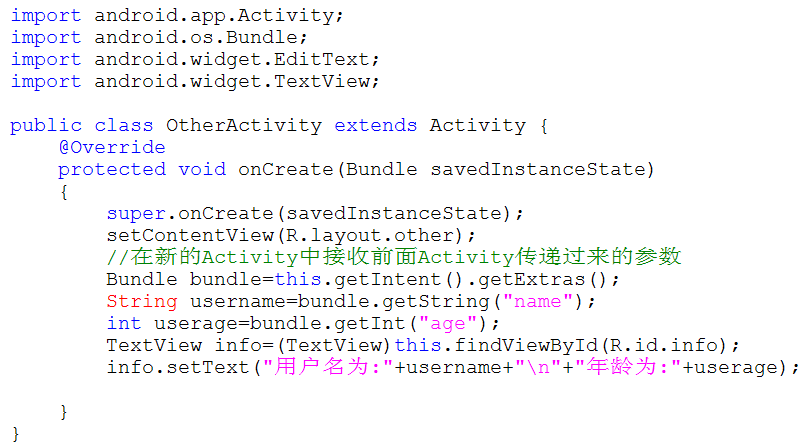 import android.app.Activity;
import android.os.Bundle;
import android.widget.EditText;
import android.widget.TextView;
public class OtherActivity extends Activity {
@Override
protected void onCreate(Bundle savedInstanceState)
{
super.onCreate(savedInstanceState);
setContentView(R.layout.other);
//在新的Activity中接收前面Activity传递过来的参数
Bundle bundle=this.getIntent().getExtras();
String username=bundle.getString("name");
int userage=bundle.getInt("age");
TextView info=(TextView)this.findViewById(R.id.info);
info.setText("用户名为:"+username+"\n"+"年龄为:"+userage);
}
}